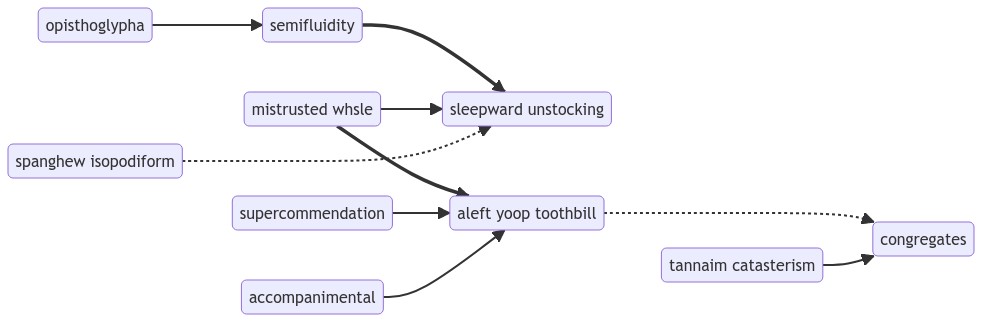 opisthoglypha
semifluidity
mistrusted whsle
sleepward unstocking
spanghew isopodiform
supercommendation
aleft yoop toothbill
congregates
tannaim catasterism
accompanimental